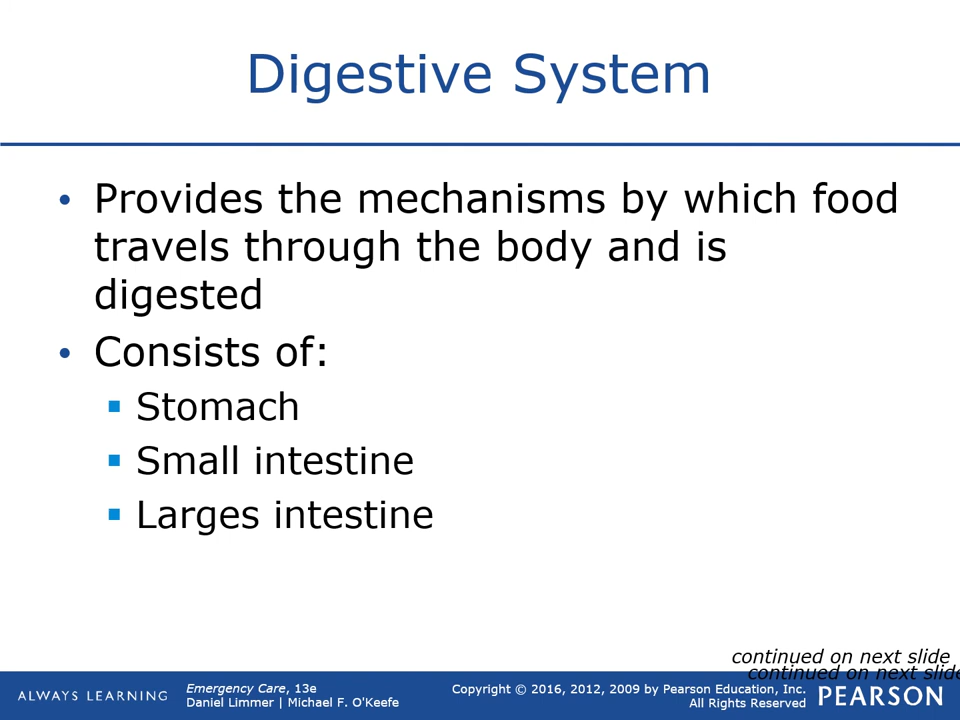 Digestive System
• Provides the mechanisms by which food
travels through the body and is
digested
• Consists of:
▪ Stomach
▪ Small intestine
▪ Larges intestine
continued on next slide
continued on next slide
ALWAYS LEARNING
Emergency Care, 13e
Daniel Limmer | Michael F. O'Keefe
Copyright © 2016, 2012, 2009 by Pearson Education, Inc.
All Rights Reserved
PEARSON